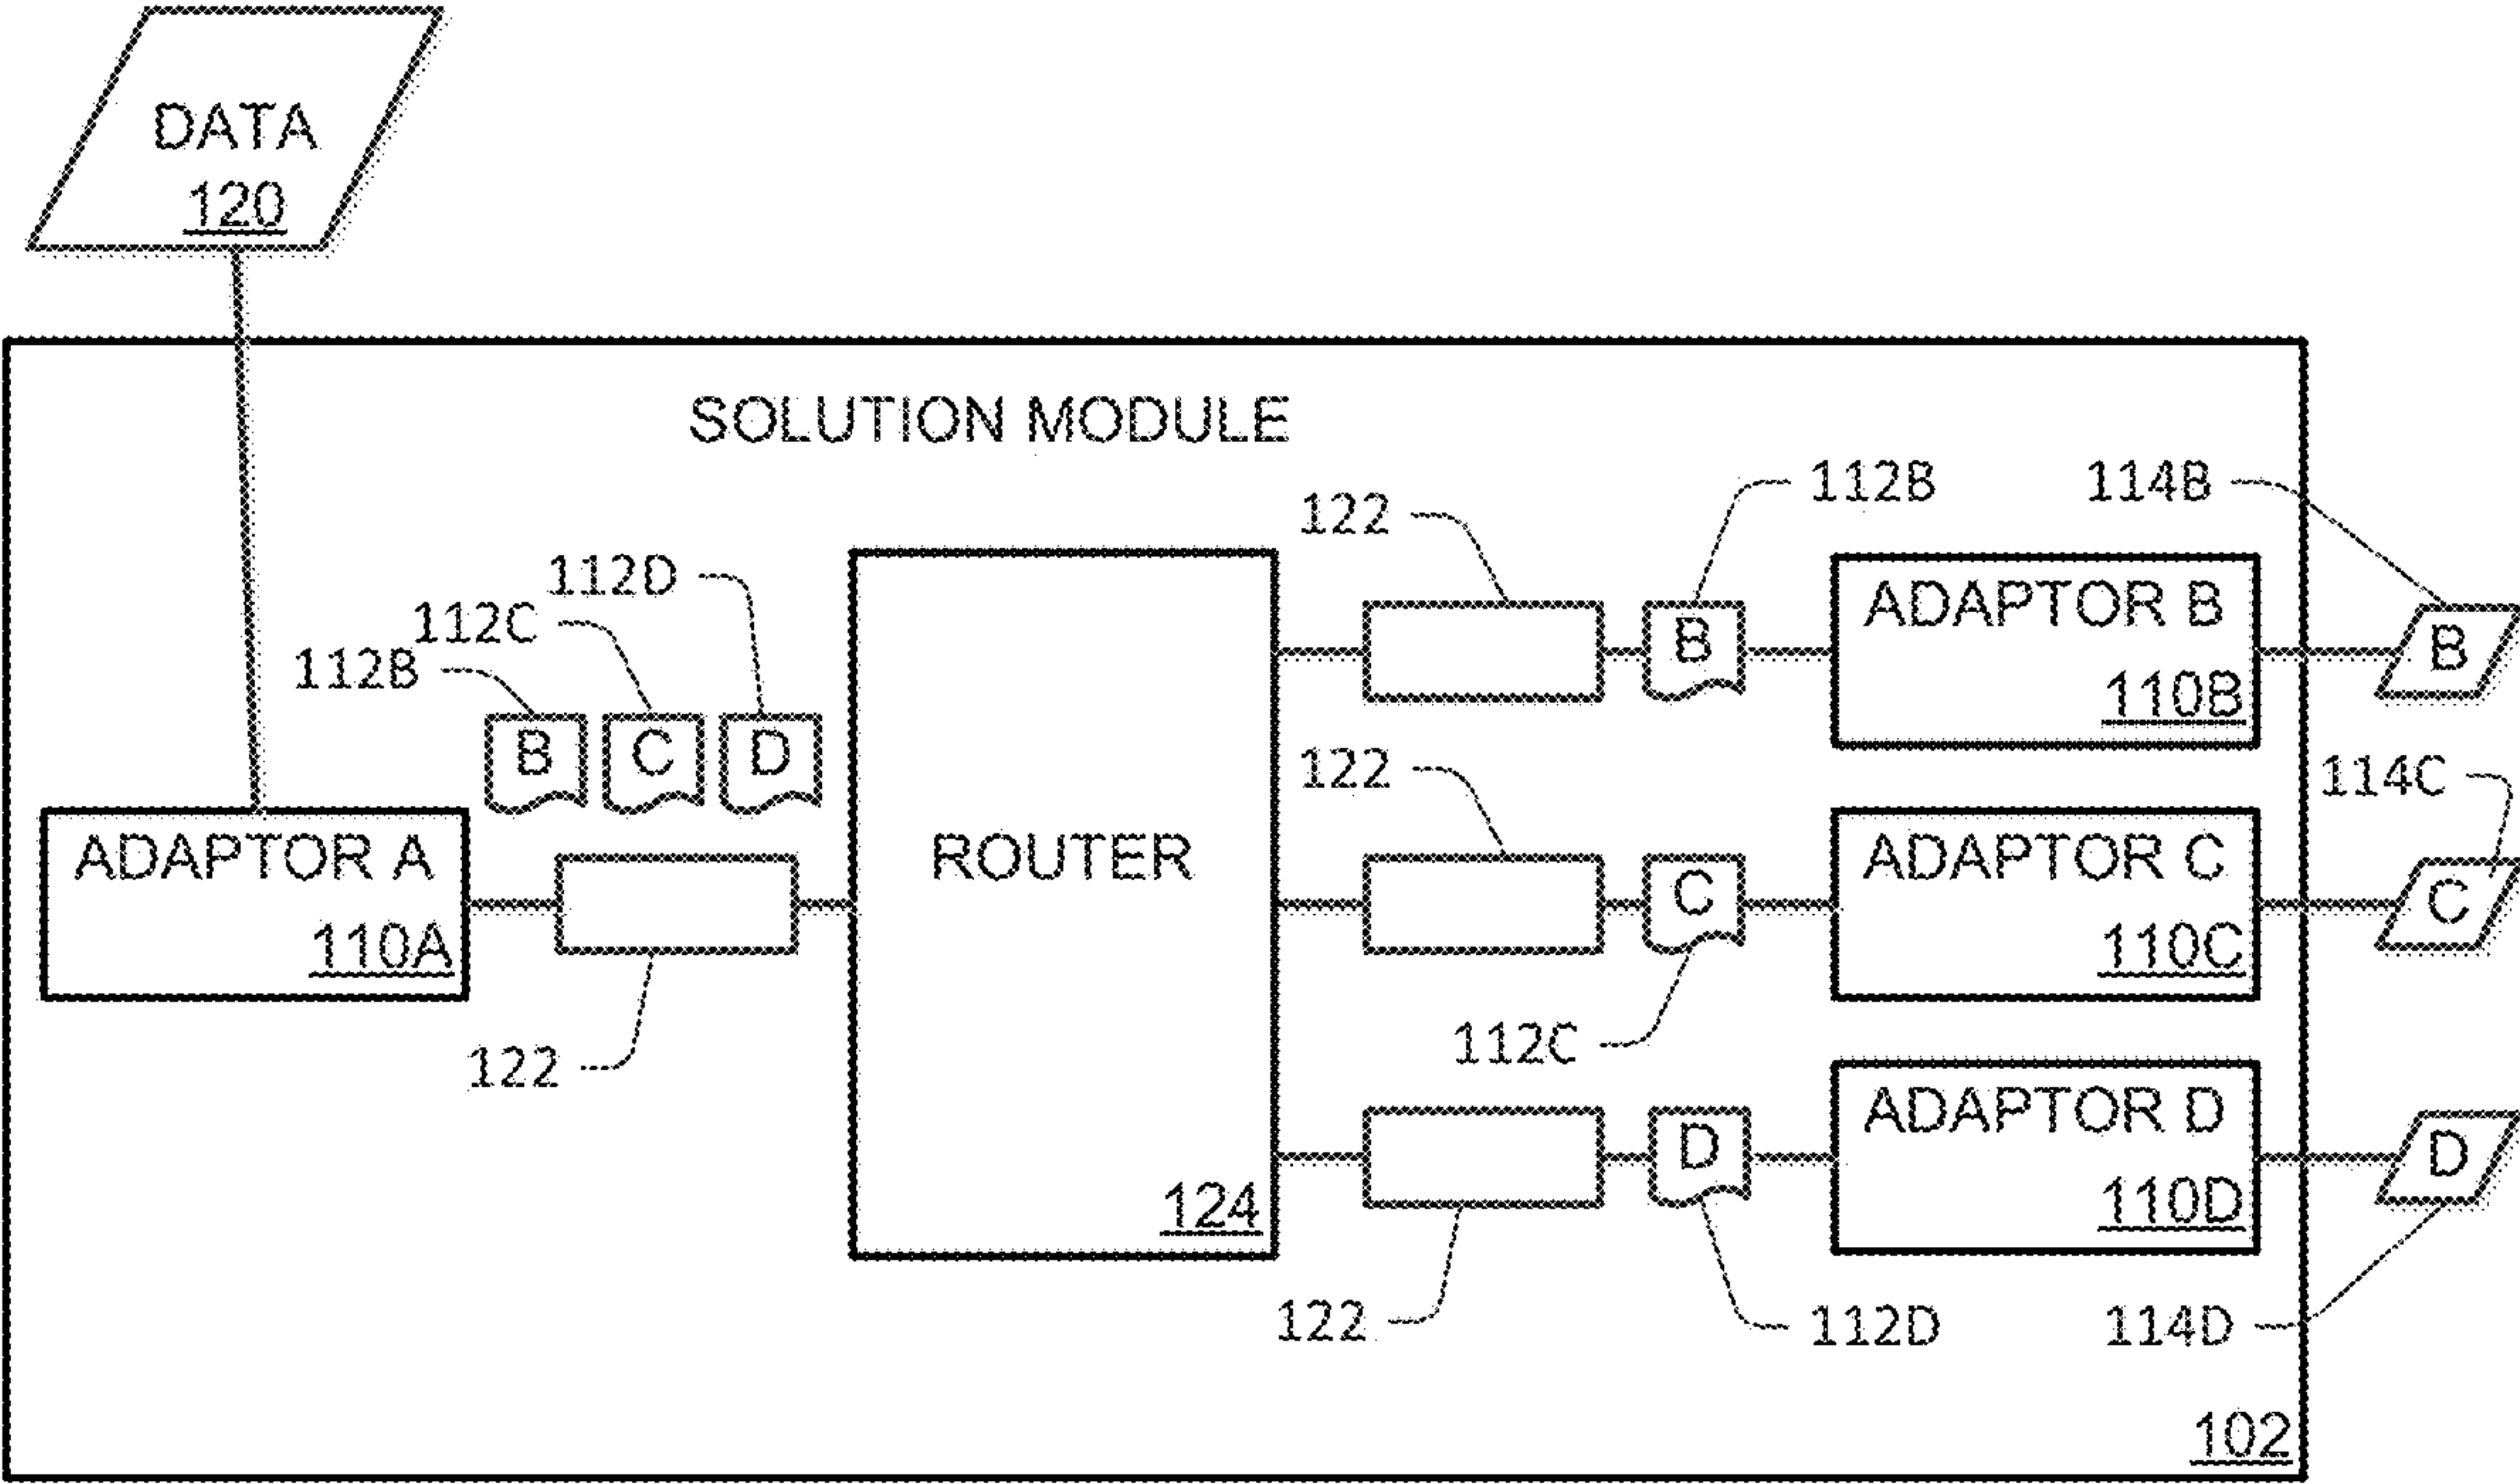 DATA
120
SOLUTION MODULE
112B
114B
122
112D
112C
112B
B
C
D
ADAPTOR A
110A
122
ROUTER
124
B
ADAPTOR B
110B
B
122
114C
C
ADAPTOR C
110C
C
112C
D
ADAPTOR D
110D
D
122
112D
114D
102